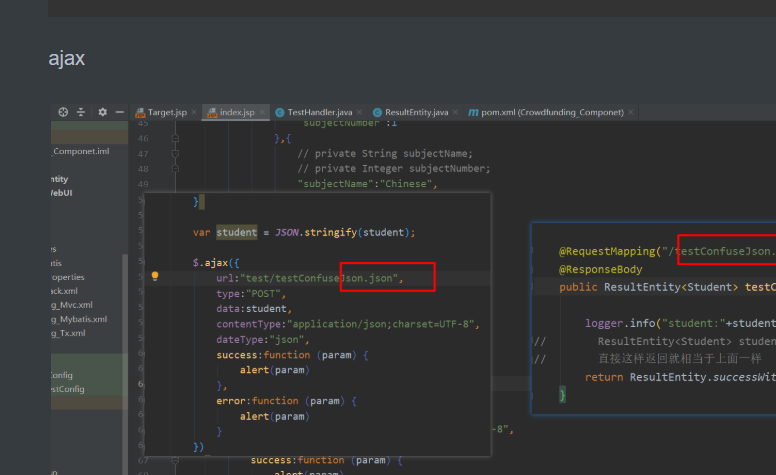 ajax
Target.jsp
index.jsp
TestHandler.java
ResultEntity.java
pom.xml (Crowdfunding_Componet)
_Componet.iml
ntity
WebUI
es
atis
roperties
ack.xml
g_Mvc.xml
g_Mybatis.xml
g_Tx.xml
Config
estConfig
45 "subjectNumber":1
46 },{
47 // private String subjectName;
48 // private Integer subjectNumber;
49 "subjectName":"Chinese",
}
var student = JSON.stringify(student);
$.ajax({
url:"test/testConfuseJson.json",
type:"POST",
data:student,
contentType:"application/json;charset=UTF-8",
dateType:"json",
success:function (param) {
alert(param)
},
error:function (param) {
alert(param)
}
})
-8",
success:function (param) {
alert(param)
@RequestMapping("/testConfuseJson.
@ResponseBody
public ResultEntity<Student> testC
logger.info("student:"+student
// ResultEntity<Student> studen
// 直接这样返回就相当于上面一样
return ResultEntity.successWit
}